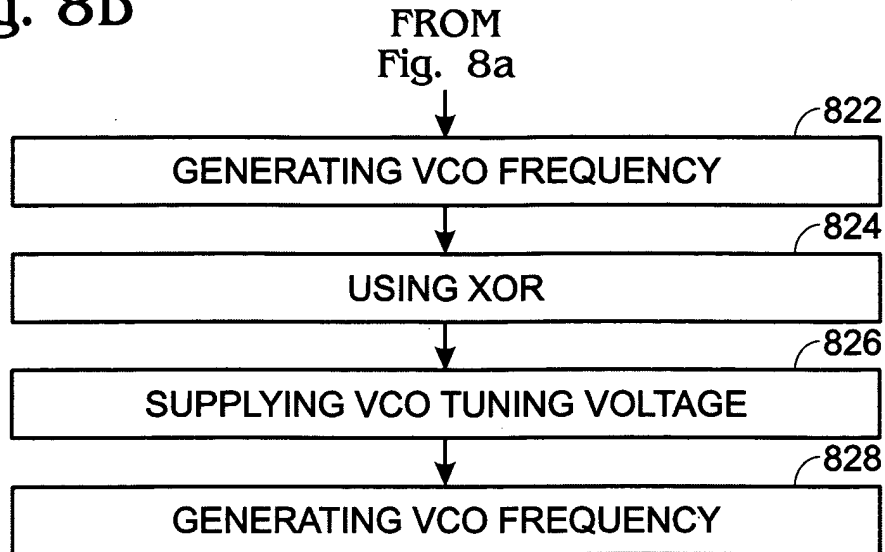 Fig. 8b
FROM
Fig. 8a
822
GENERATING VCO FREQUENCY
824
USING XOR
826
SUPPLYING VCO TUNING VOLTAGE
828
GENERATING VCO FREQUENCY